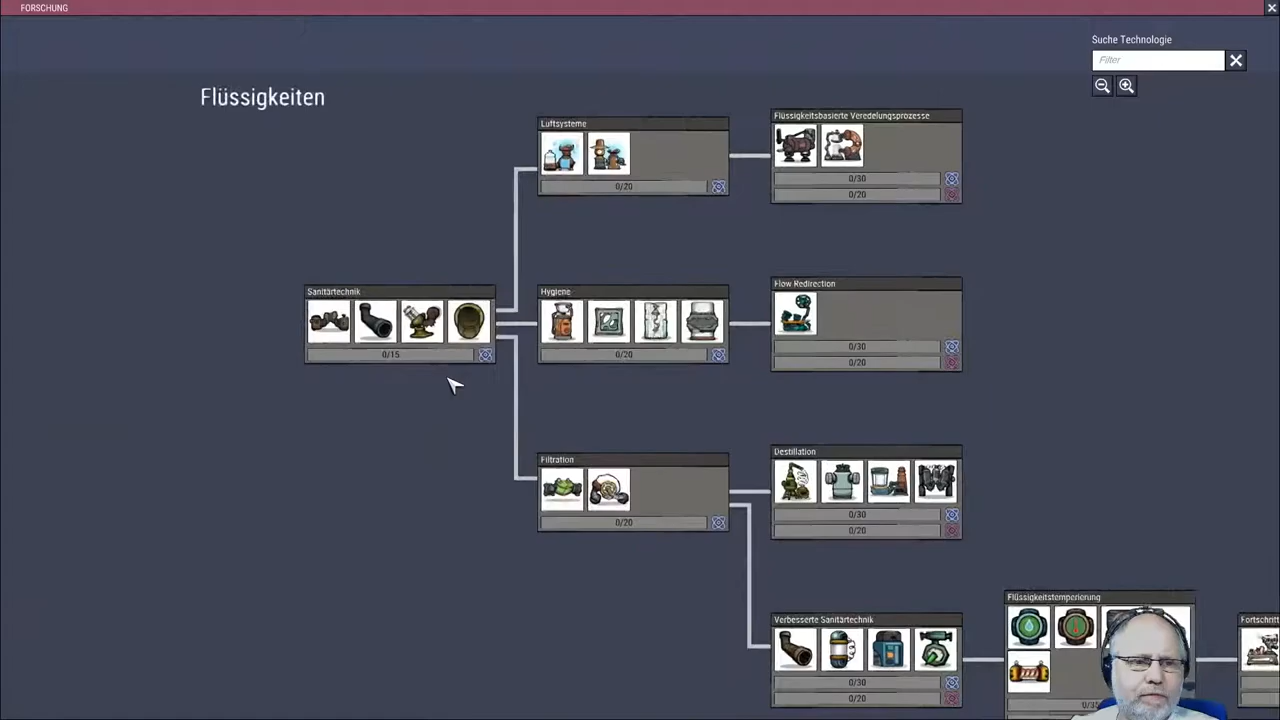 FORSCHUNG
Suche Technologie
Filter
Flüssigkeiten
Luftsysteme
0/20
Flüssigkeitsbasierte Veredelungsprozesse
0/30
0/20
Sanitärtechnik
0/15
Hygiene
0/20
Flow Redirection
0/30
0/20
Filtration
0/20
Destillation
0/30
0/20
Verbesserte Sanitärtechnik
0/30
0/20
Flüssigkeitstemperierung
Fortschritt